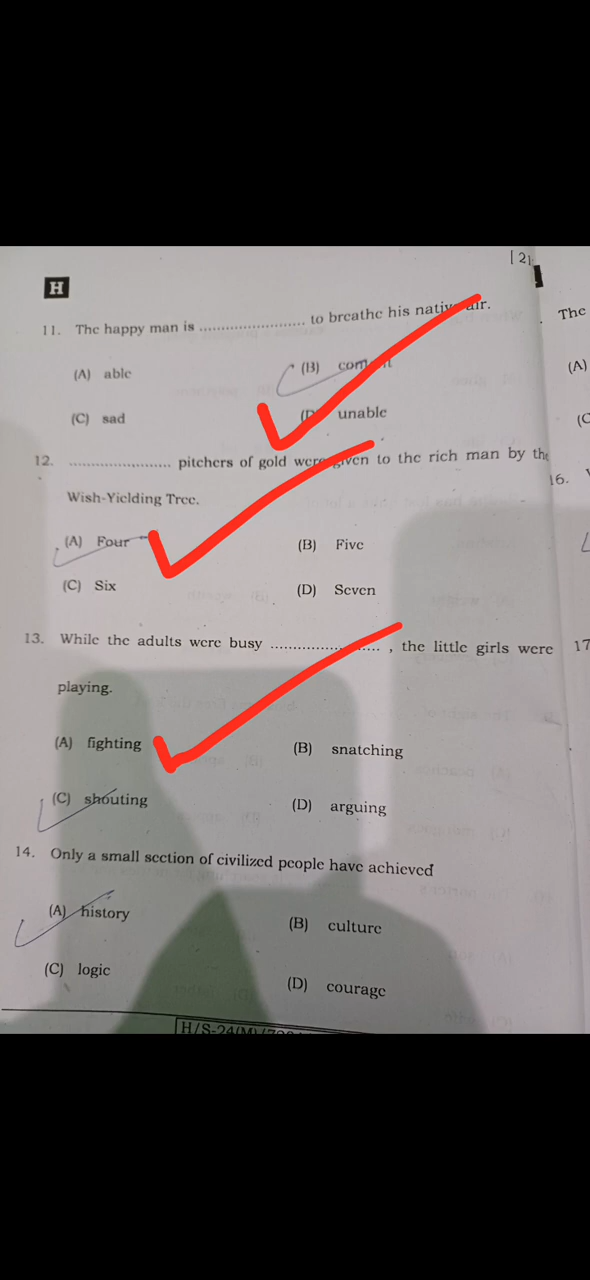 [2]
H
11. The happy man is ........................ to breathe his native air.
(A) able
(B) content
(C) sad
(D) unable
12. ....................... pitchers of gold were given to the rich man by the
Wish-Yielding Tree.
(A) Four
(B) Five
(C) Six
(D) Seven
13. While the adults were busy ........................ , the little girls were
playing.
(A) fighting
(B) snatching
(C) shouting
(D) arguing
14. Only a small section of civilized people have achieved
(A) history
(B) culture
(C) logic
(D) courage
H/S-24(M)
The
(A)
(C
16.
17